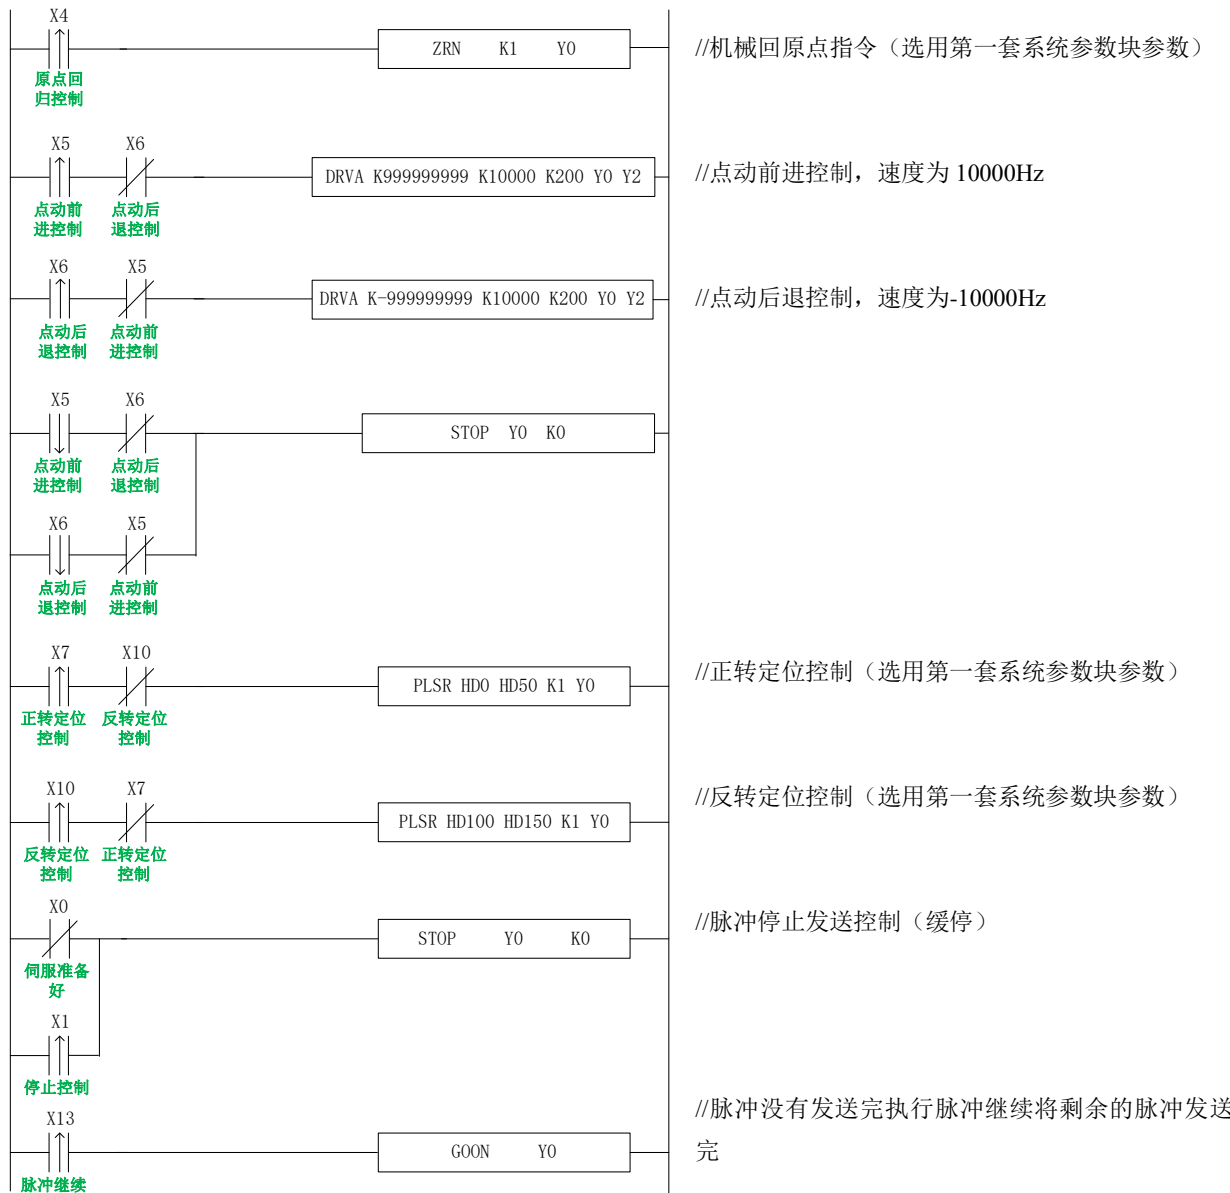 X4
ZRN K1 Y0
//机械回原点指令（选用第一套系统参数块参数）
原点回
归控制
X5 X6
DRVA K999999999 K10000 K200 Y0 Y2
//点动前进控制，速度为 10000Hz
点动前 点动后
进控制 退控制
X6 X5
DRVA K-999999999 K10000 K200 Y0 Y2
//点动后退控制，速度为-10000Hz
点动后 点动前
退控制 进控制
X5 X6
STOP Y0 K0
点动前 点动后
进控制 退控制
X6 X5
点动后 点动前
退控制 进控制
X7 X10
PLSR HD0 HD50 K1 Y0
//正转定位控制（选用第一套系统参数块参数）
正转定位 反转定位
控制 控制
X10 X7
PLSR HD100 HD150 K1 Y0
//反转定位控制（选用第一套系统参数块参数）
反转定位 正转定位
控制 控制
X0
STOP Y0 K0
//脉冲停止发送控制（缓停）
伺服准备
好
X1
停止控制
X13
GOON Y0
//脉冲没有发送完执行脉冲继续将剩余的脉冲发送
完
脉冲继续